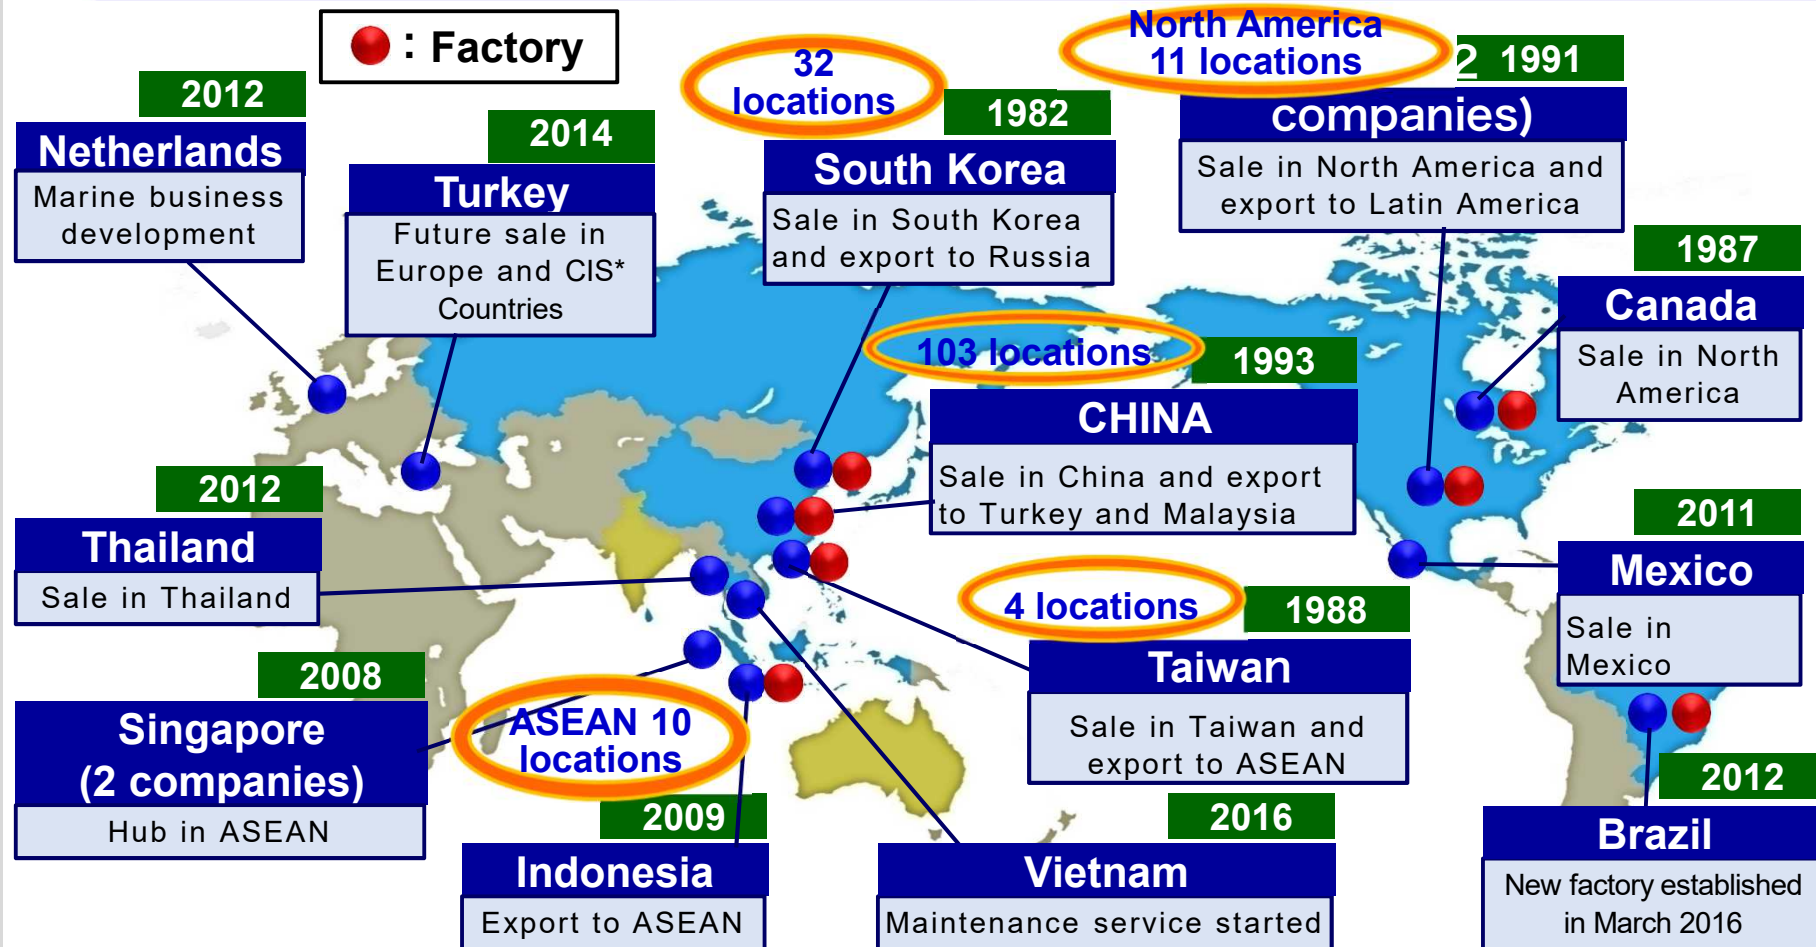 : Factory
32
locations
North America
11 locations
2012
Netherlands
Marine business
development
2014
Turkey
Future sale in
Europe and CIS*
Countries
1982
South Korea
Sale in South Korea
and export to Russia
2 1991
companies)
Sale in North America and
export to Latin America
1987
Canada
Sale in North
America
103 locations
1993
CHINA
Sale in China and export
to Turkey and Malaysia
2012
Thailand
Sale in Thailand
2011
Mexico
Sale in
Mexico
4 locations
1988
Taiwan
Sale in Taiwan and
export to ASEAN
2008
Singapore
(2 companies)
Hub in ASEAN
ASEAN 10
locations
2009
Indonesia
Export to ASEAN
2016
Vietnam
Maintenance service started
2012
Brazil
New factory established
in March 2016